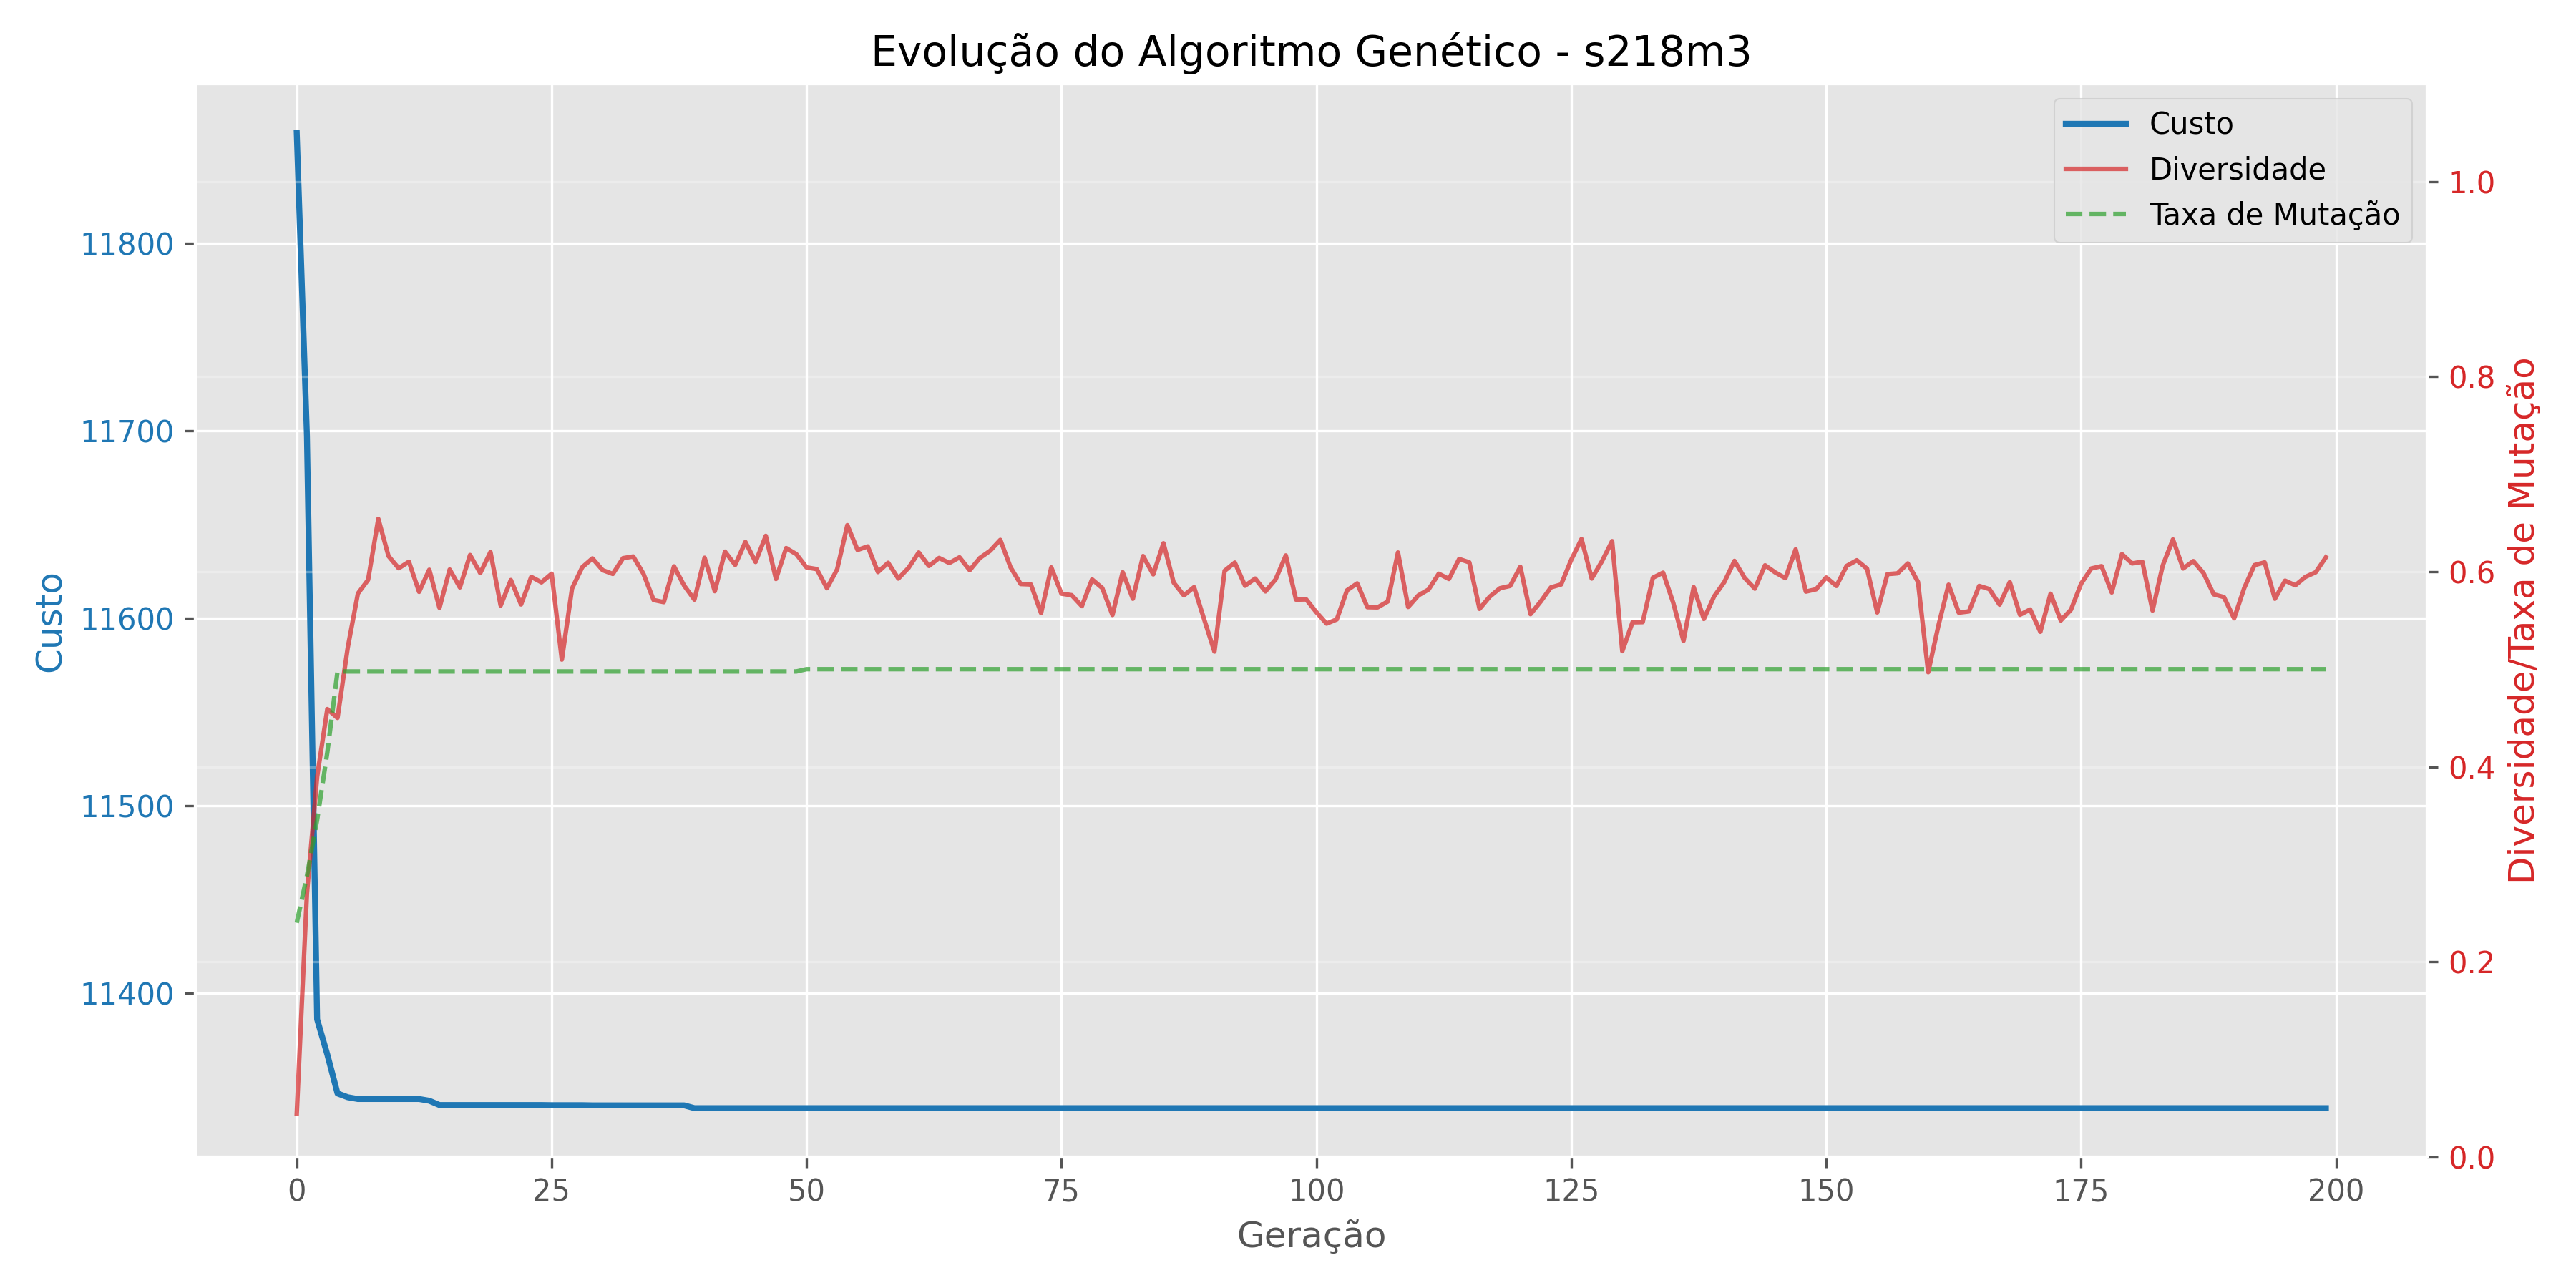 Evolução do Algoritmo Genético - s218m3
Custo
Diversidade
Taxa de Mutação
11800
11700
11600
11500
11400
Custo
1.0
0.8
0.6
0.4
0.2
0.0
Diversidade/Taxa de Mutação
0 25 50 75 100 125 150 175 200
Geração